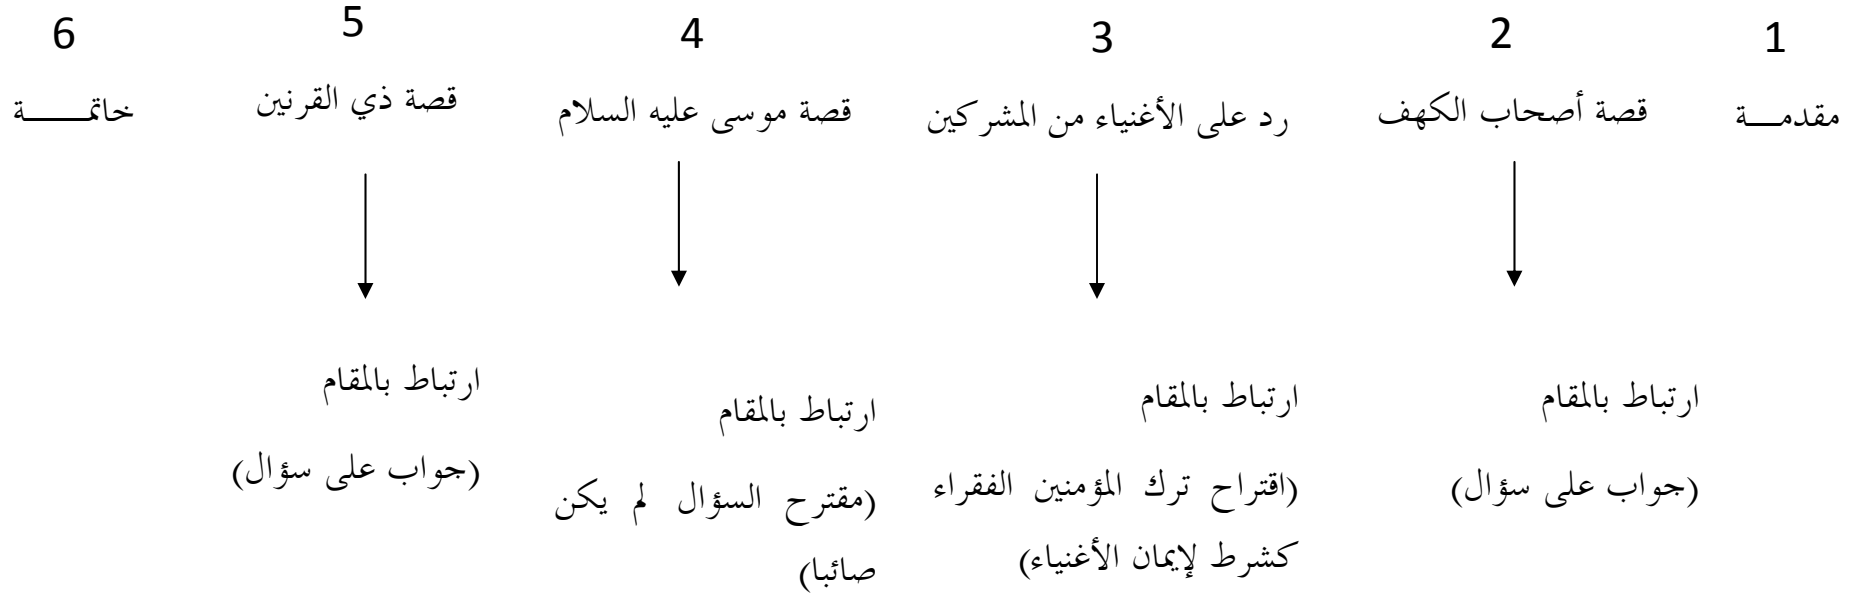 1
2
3
4
5
6
مقدمـــة
قصة أصحاب الكهف
رد على الأغنياء من المشركين
قصة موسى عليه السلام
قصة ذي القرنين
خاتمـــــــة
ارتباط بالمقام
(جواب على سؤال)
ارتباط بالمقام
(اقتراح ترك المؤمنين الفقراء
كشرط لإيمان الأغنياء)
ارتباط بالمقام
(مقترح السؤال لم يكن
صائبا)
ارتباط بالمقام
(جواب على سؤال)